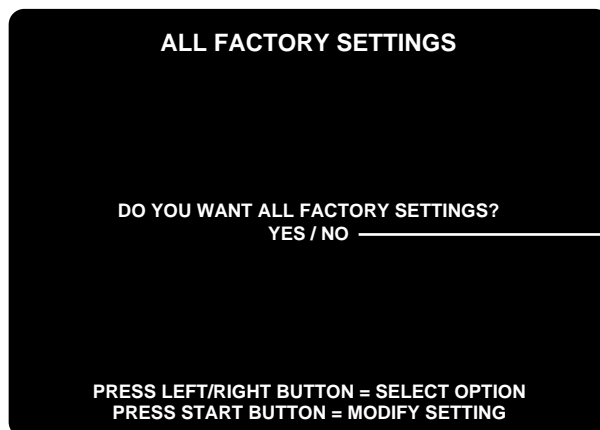 ALL FACTORY SETTINGS
DO YOU WANT ALL FACTORY SETTINGS?
YES / NO
PRESS LEFT/RIGHT BUTTON = SELECT OPTION
PRESS START BUTTON = MODIFY SETTING